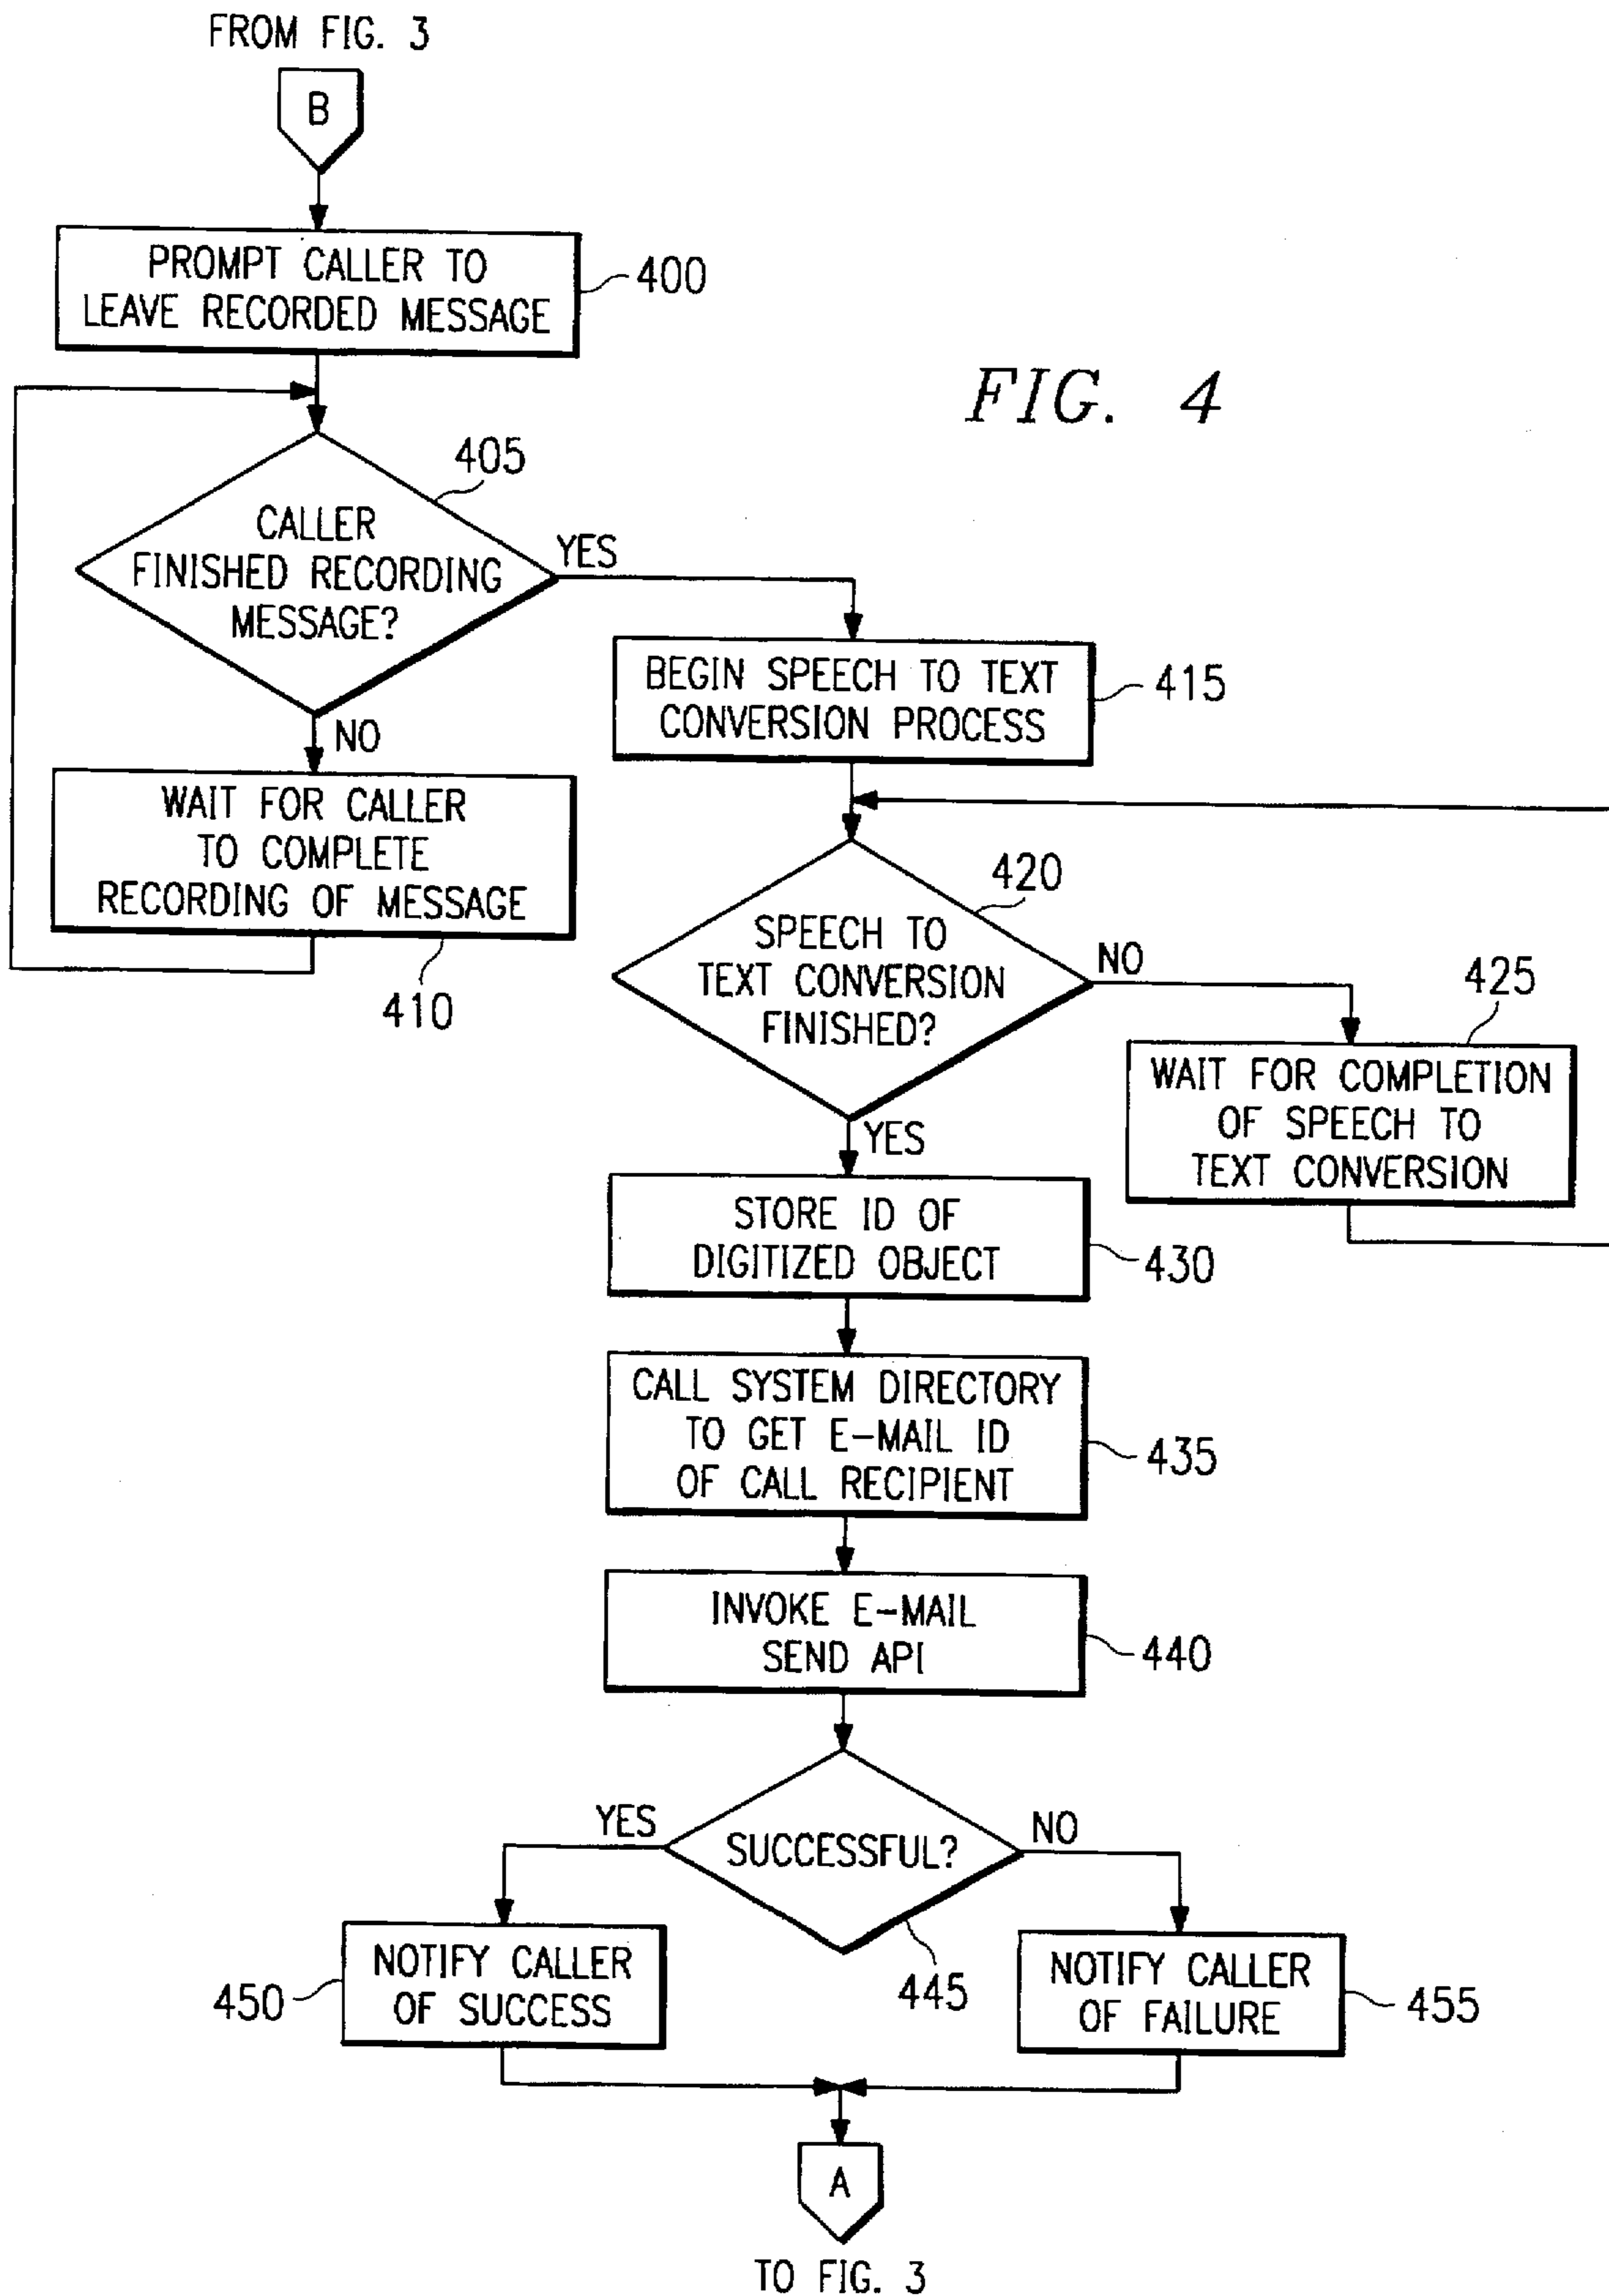 FROM FIG. 3
B
PROMPT CALLER TO
LEAVE RECORDED MESSAGE
400
FIG. 4
405
CALLER
FINISHED RECORDING
MESSAGE?
YES
NO
WAIT FOR CALLER
TO COMPLETE
RECORDING OF MESSAGE
410
BEGIN SPEECH TO TEXT
CONVERSION PROCESS
415
420
SPEECH TO
TEXT CONVERSION
FINISHED?
NO
425
WAIT FOR COMPLETION
OF SPEECH TO
TEXT CONVERSION
YES
STORE ID OF
DIGITIZED OBJECT
430
CALL SYSTEM DIRECTORY
TO GET E-MAIL ID
OF CALL RECIPIENT
435
INVOKE E-MAIL
SEND API
440
SUCCESSFUL?
YES
NO
445
NOTIFY CALLER
OF SUCCESS
450
NOTIFY CALLER
OF FAILURE
455
A
TO FIG. 3